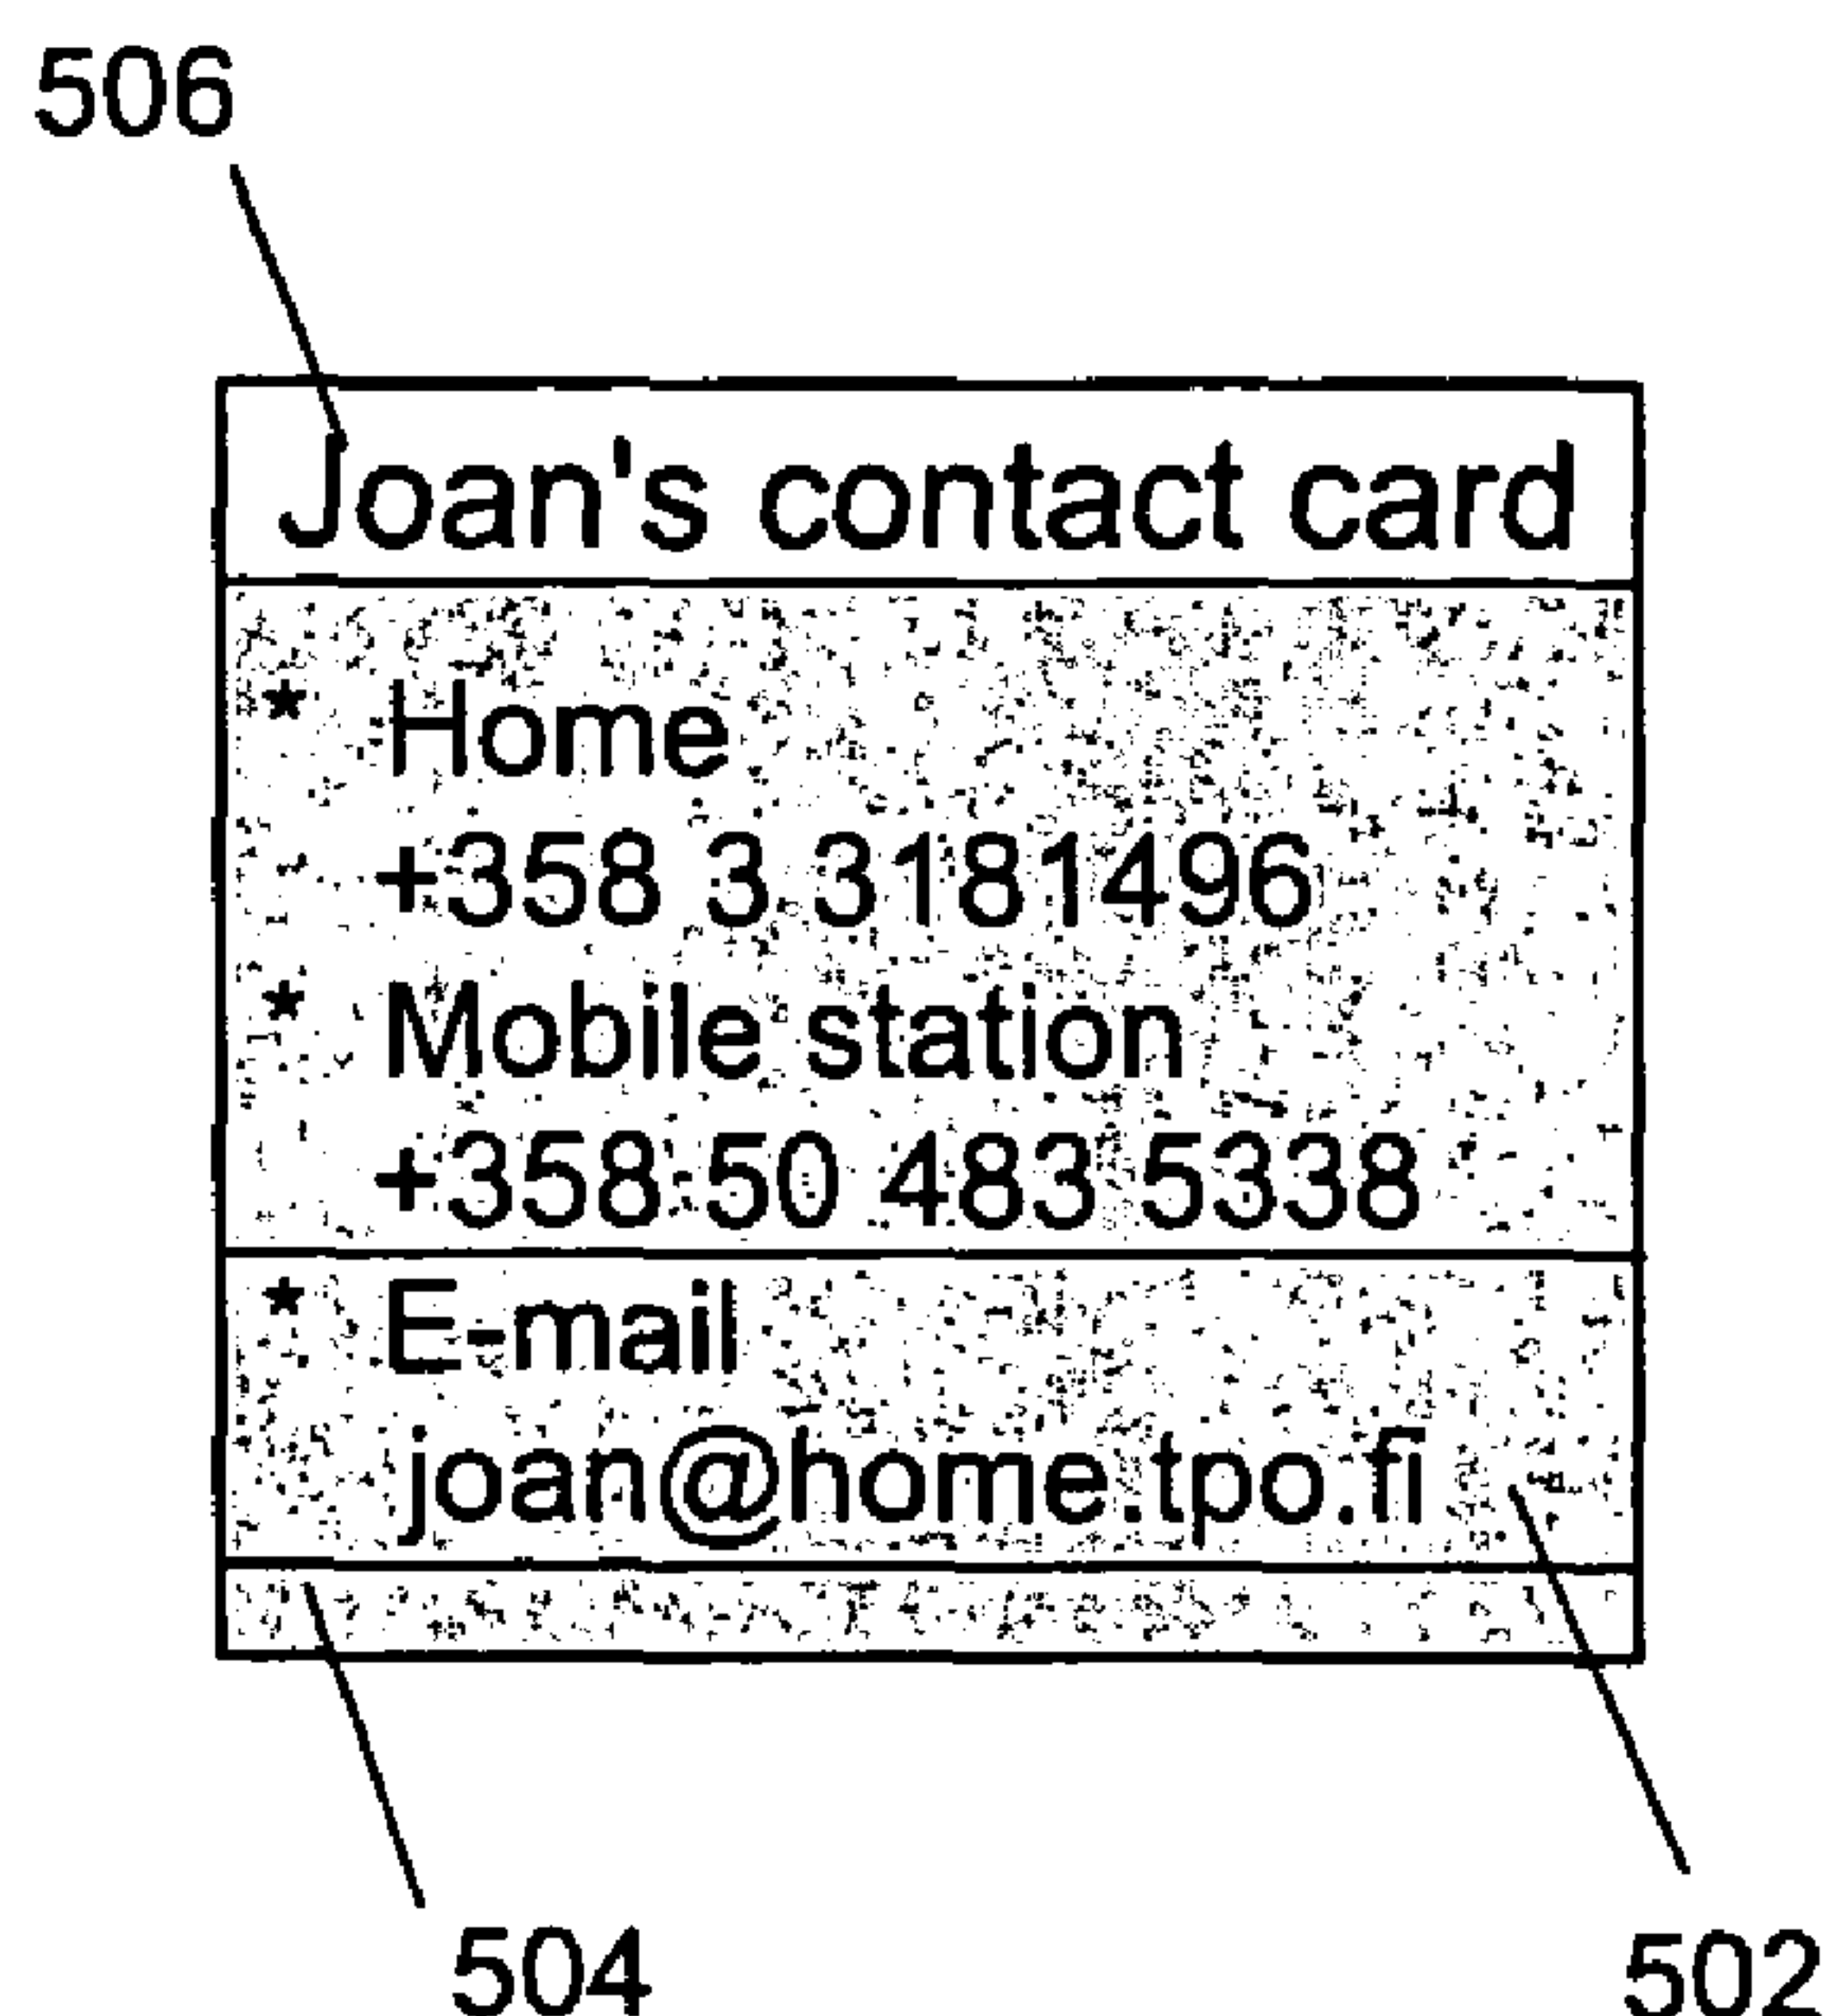 506
Joan's contact card
* Home
+358 3 3181496
* Mobile station
+358 50 483 5338
* E-mail
joan@home.tpo.fi
504
502